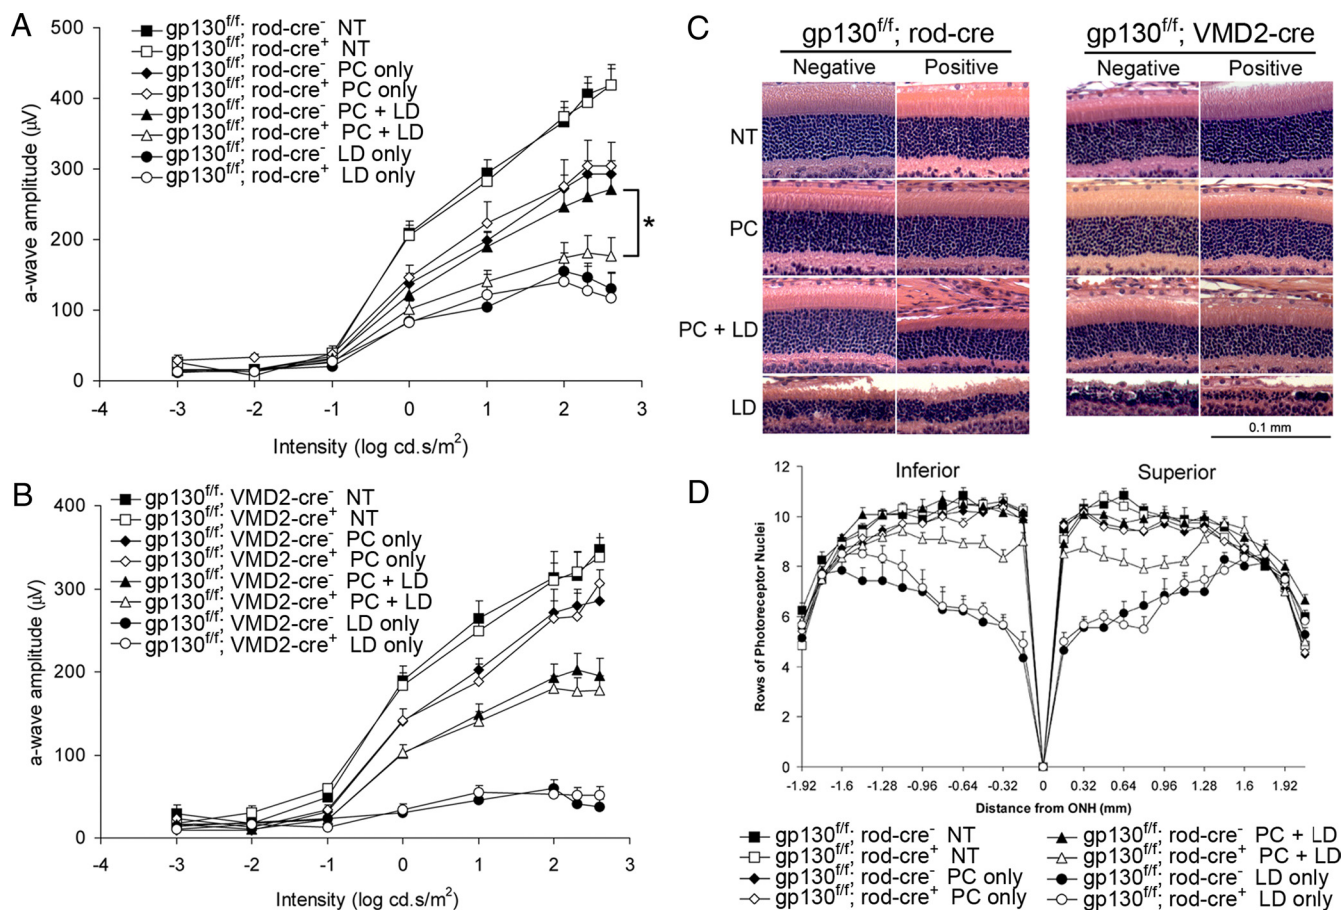 A
500
400
300
200
100
0
a-wave amplitude (µV)
gp130f/f; rod-cre- NT
gp130f/f; rod-cre+ NT
gp130f/f; rod-cre- PC only
gp130f/f; rod-cre+ PC only
gp130f/f; rod-cre- PC + LD
gp130f/f; rod-cre+ PC + LD
gp130f/f; rod-cre- LD only
gp130f/f; rod-cre+ LD only
*
-4 -3 -2 -1 0 1 2 3
Intensity (log cd.s/m2)
B
400
300
200
100
0
a-wave amplitude (µV)
gp130f/f; VMD2-cre- NT
gp130f/f; VMD2-cre+ NT
gp130f/f; VMD2-cre- PC only
gp130f/f; VMD2-cre+ PC only
gp130f/f; VMD2-cre- PC + LD
gp130f/f; VMD2-cre+ PC + LD
gp130f/f; VMD2-cre- LD only
gp130f/f; VMD2-cre+ LD only
-4 -3 -2 -1 0 1 2 3
Intensity (log cd.s/m2)
C
gp130f/f; rod-cre gp130f/f; VMD2-cre
Negative Positive Negative Positive
NT
PC
PC + LD
LD
0.1 mm
D
Inferior Superior
12
10
8
6
4
2
0
Rows of Photoreceptor Nuclei
-1.92 -1.6 -1.28 -0.96 -0.64 -0.32 0 0.32 0.64 0.96 1.28 1.6 1.92
Distance from ONH (mm)
gp130f/f; rod-cre- NT
gp130f/f; rod-cre+ NT
gp130f/f; rod-cre- PC only
gp130f/f; rod-cre+ PC only
gp130f/f; rod-cre- PC + LD
gp130f/f; rod-cre+ PC + LD
gp130f/f; rod-cre- LD only
gp130f/f; rod-cre+ LD only